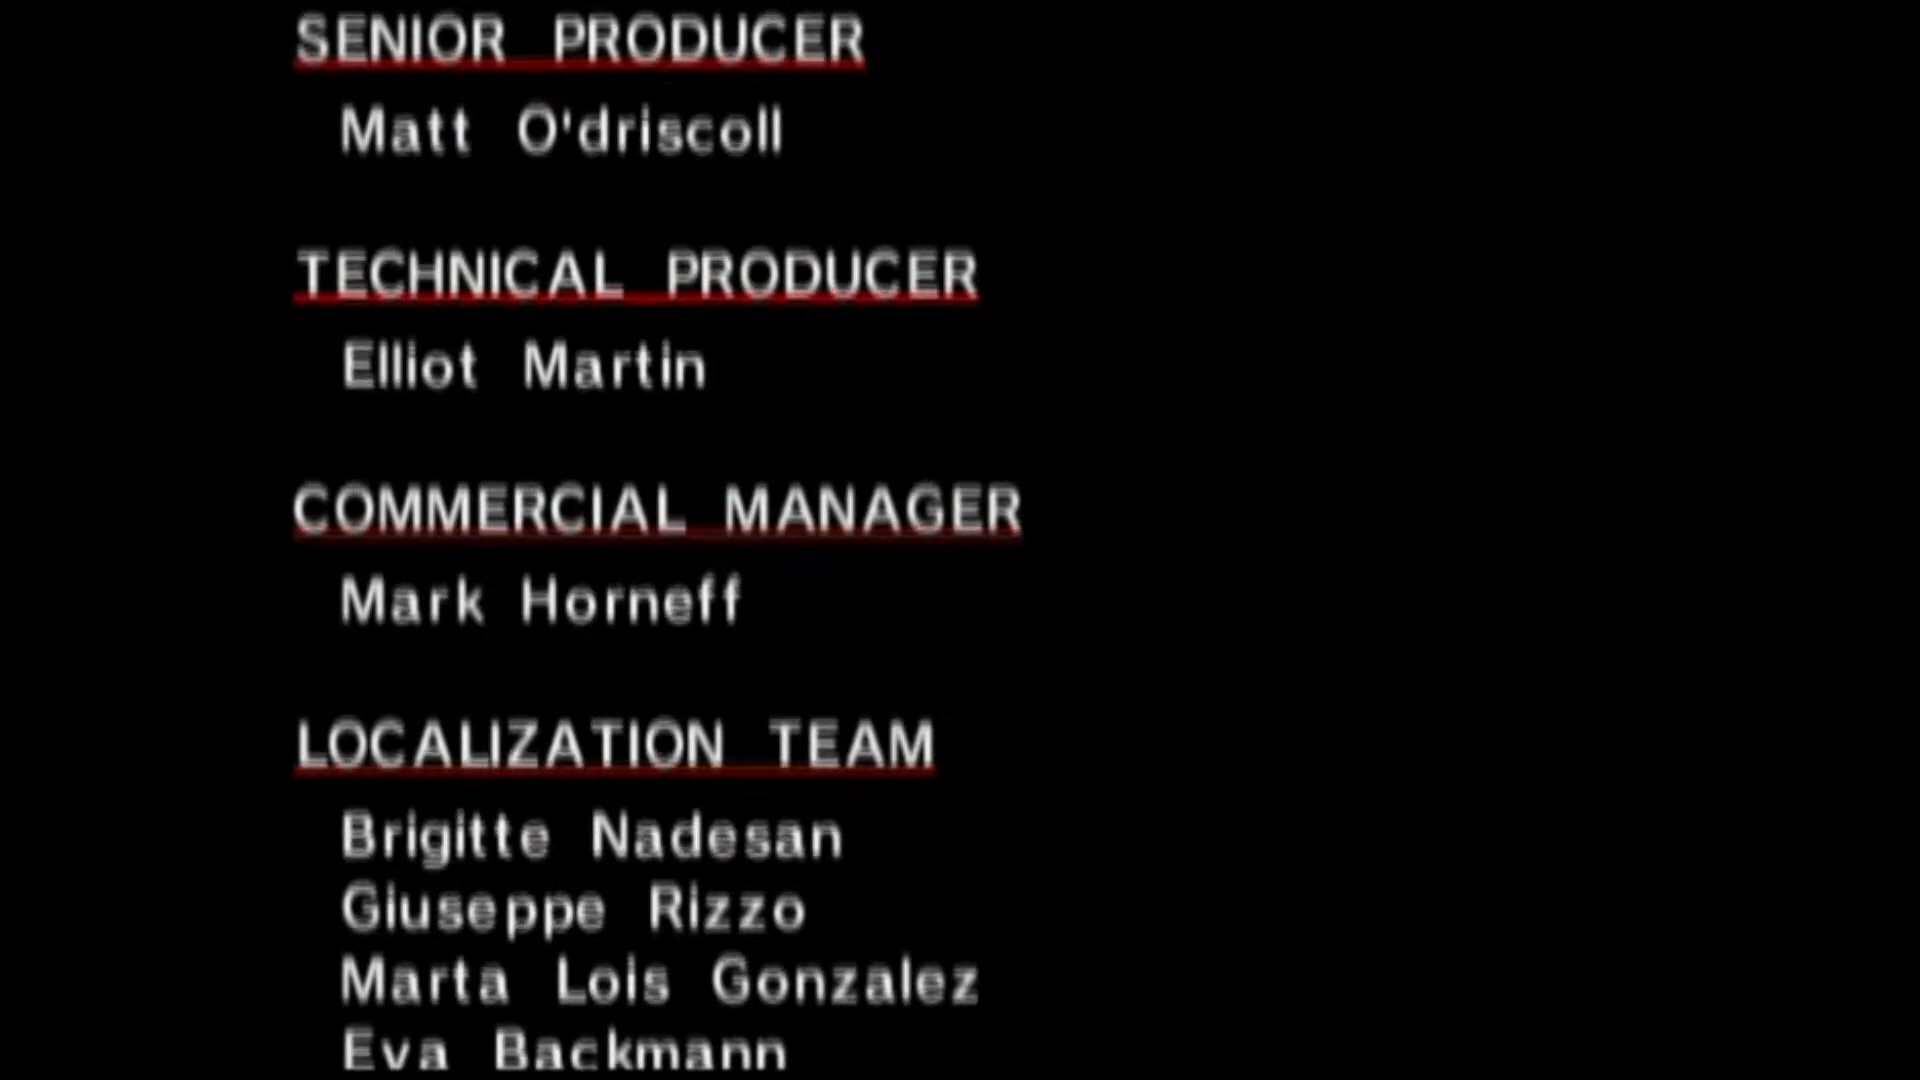 SENIOR PRODUCER
Matt O'driscoll
TECHNICAL PRODUCER
Elliot Martin
COMMERCIAL MANAGER
Mark Horneff
LOCALIZATION TEAM
Brigitte Nadesan
Giuseppe Rizzo
Marta Lois Gonzalez
Eva Backmann